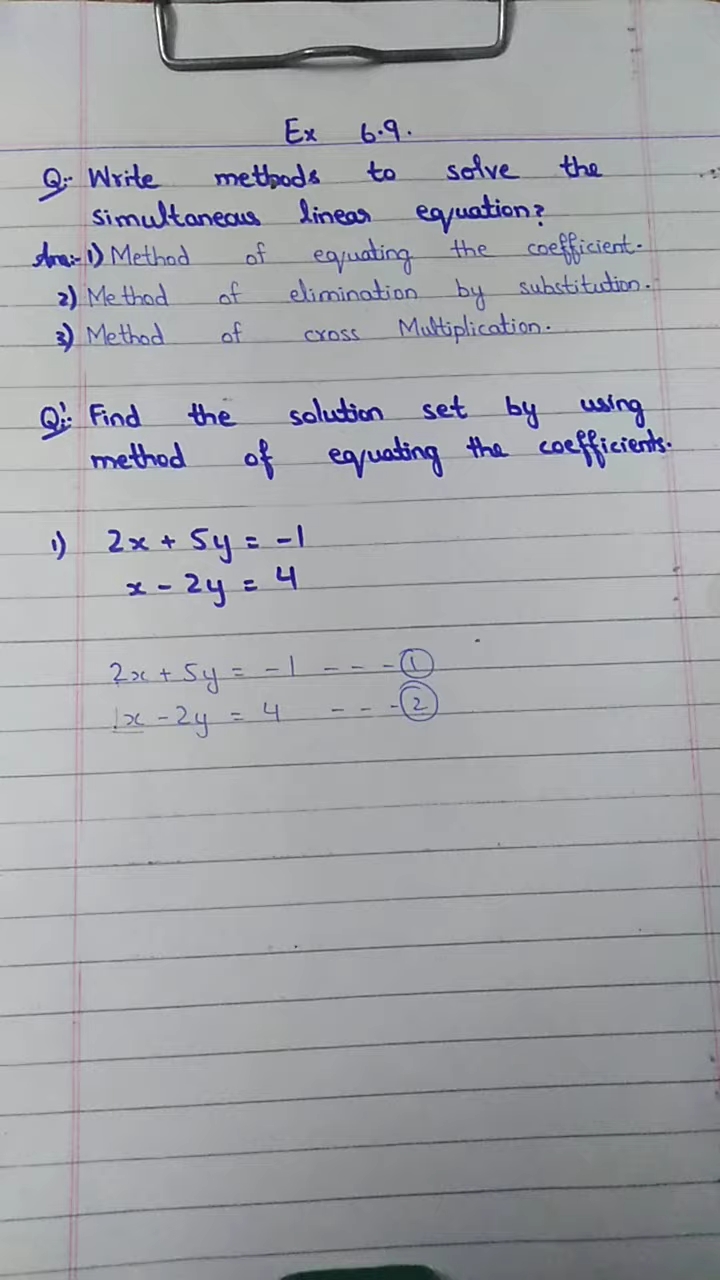 Ex 6.9.
Q:- Write methods to solve the
simultaneous linear equation?
Ans:- 1) Method of equating the coefficient.
2) Method of elimination by substitution.
3) Method of cross Multiplication.
Q1:- Find the solution set by using
method of equating the coefficients.
1) 2x + 5y = -1
x - 2y = 4
2x + 5y = -1 - - - ①
1x - 2y = 4 - - - ②